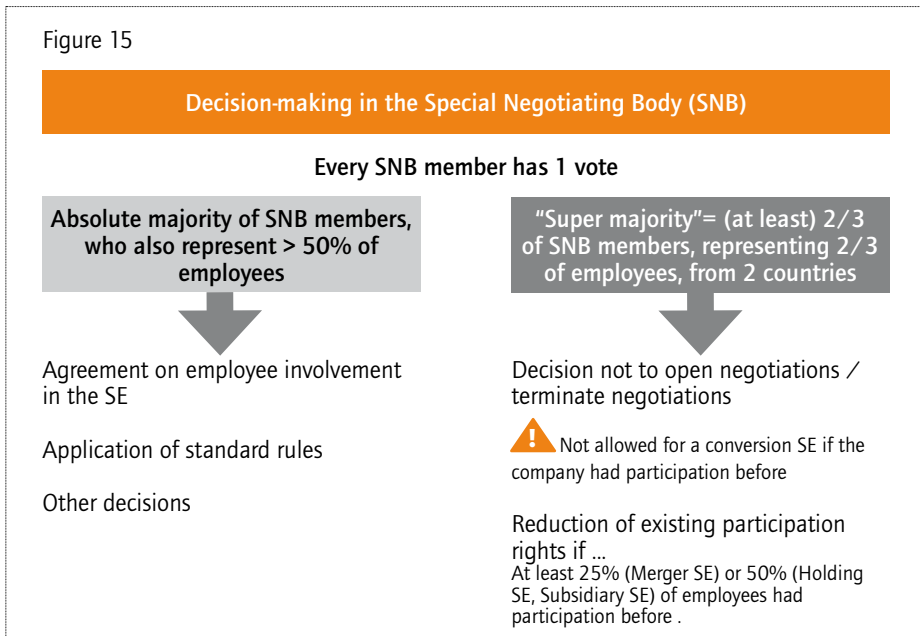 Figure 15
Decision-making in the Special Negotiating Body (SNB)
Every SNB member has 1 vote
Absolute majority of SNB members,
who also represent > 50% of
employees
Agreement on employee involvement
in the SE
Application of standard rules
Other decisions
"Super majority"= (at least) 2/3
of SNB members, representing 2/3
of employees, from 2 countries
Decision not to open negotiations /
terminate negotiations
! Not allowed for a conversion SE if the
company had participation before
Reduction of existing participation
rights if ...
At least 25% (Merger SE) or 50% (Holding
SE, Subsidiary SE) of employees had
participation before .